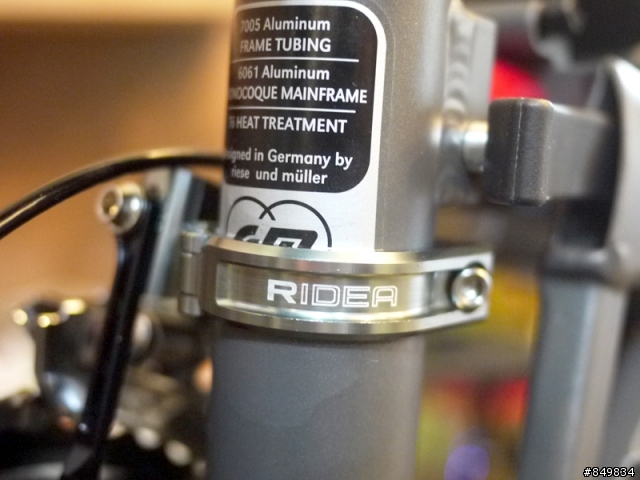 7005 Aluminum
FRAME TUBING
6061 Aluminum
MONOCOQUE MAINFRAME
T6 HEAT TREATMENT
designed in Germany by
riese und müller
RIDEA
#849834